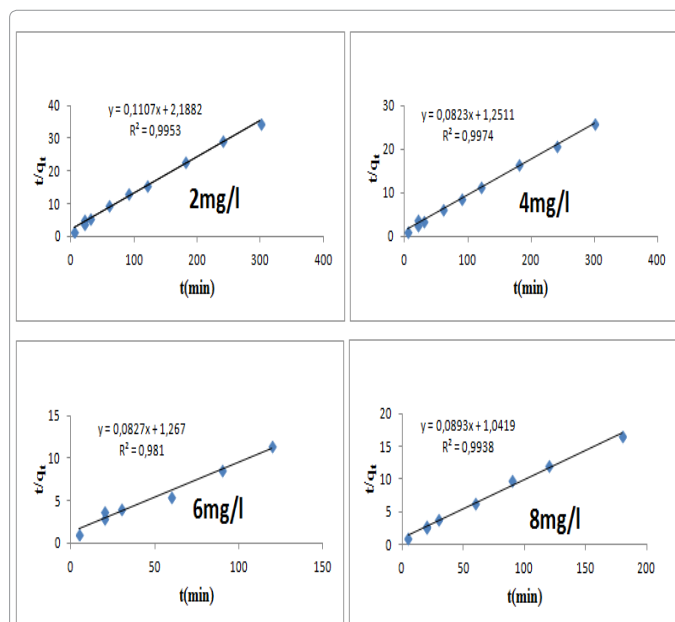 40
30
20
10
0
t/qt
y = 0,1107x + 2,1882
R² = 0,9953
2mg/l
0 100 200 300 400
t(min)
30
20
10
0
t/qt
y = 0,0823x + 1,2511
R² = 0,9974
4mg/l
0 100 200 300 400
t(min)
15
10
5
0
t/qt
y = 0,0827x + 1,267
R² = 0,981
6mg/l
0 50 100 150
t(min)
20
15
10
5
0
t/qt
y = 0,0893x + 1,0419
R² = 0,9938
8mg/l
0 50 100 150 200
t(min)